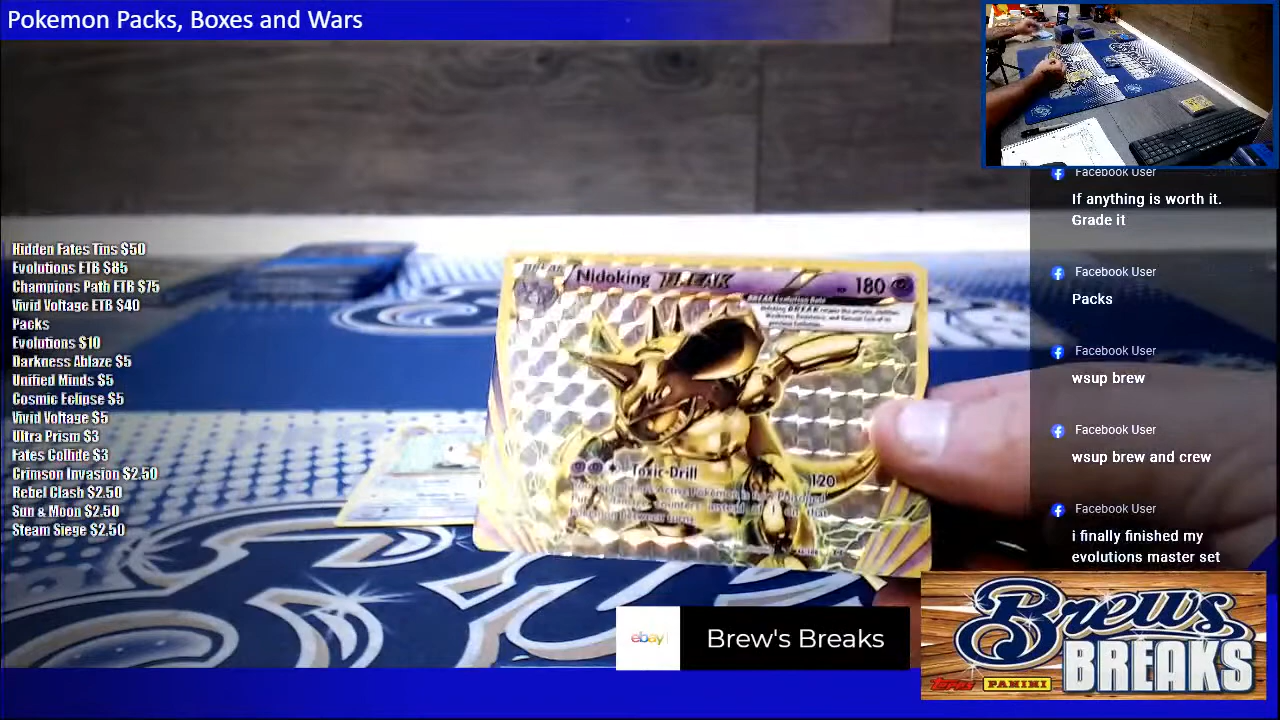 Pokemon Packs, Boxes and Wars
Hidden Fates Tins $50
Evolutions ETB $85
Champions Path ETB $75
Vivid Voltage ETB $40
Packs
Evolutions $10
Darkness Ablaze $5
Unified Minds $5
Cosmic Eclipse $5
Vivid Voltage $5
Ultra Prism $3
Fates Collide $3
Crimson Invasion $2.50
Rebel Clash $2.50
Sun & Moon $2.50
Steam Siege $2.50
BREAK
Nidoking BREAK
180
BREAK Evolution Rule
Toxic Drill
120
Facebook User
If anything is worth it.
Grade it
Facebook User
Packs
Facebook User
wsup brew
Facebook User
wsup brew and crew
Facebook User
i finally finished my
evolutions master set
ebay
Brew's Breaks
Brew's
BREAKS
Topps PANINI